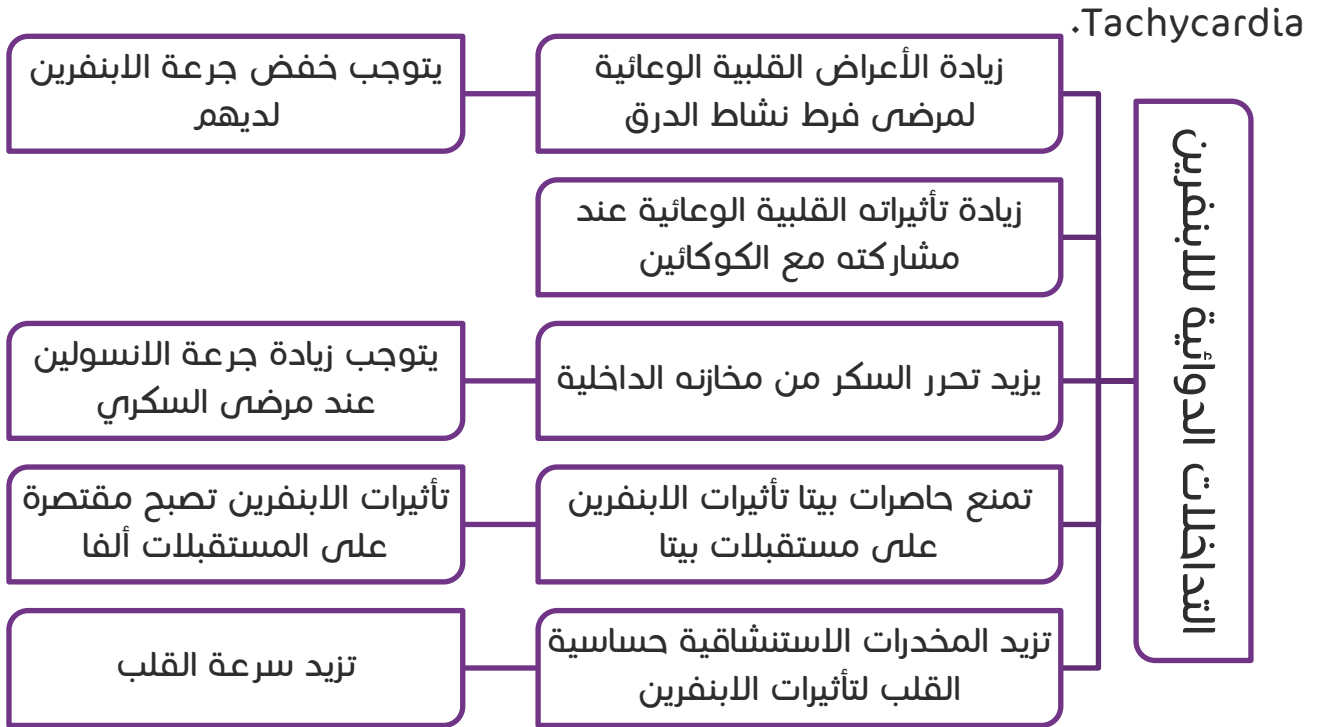 .Tachycardia
التداخلات الدوائية للابنفرين
زيادة الأعراض القلبية الوعائية
لمرضى فرط نشاط الدرق
يتوجب خفض جرعة الابنفرين
لديهم
زيادة تأثيراته القلبية الوعائية عند
مشاركته مع الكوكائين
يزيد تحرر السكر من مخازنه الداخلية
يتوجب زيادة جرعة الانسولين
عند مرضى السكري
تمنع حاصرات بيتا تأثيرات الابنفرين
على مستقبلات بيتا
تأثيرات الابنفرين تصبح مقتصرة
على المستقبلات ألفا
تزيد المخدرات الاستنشاقية حساسية
القلب لتأثيرات الابنفرين
تزيد سرعة القلب